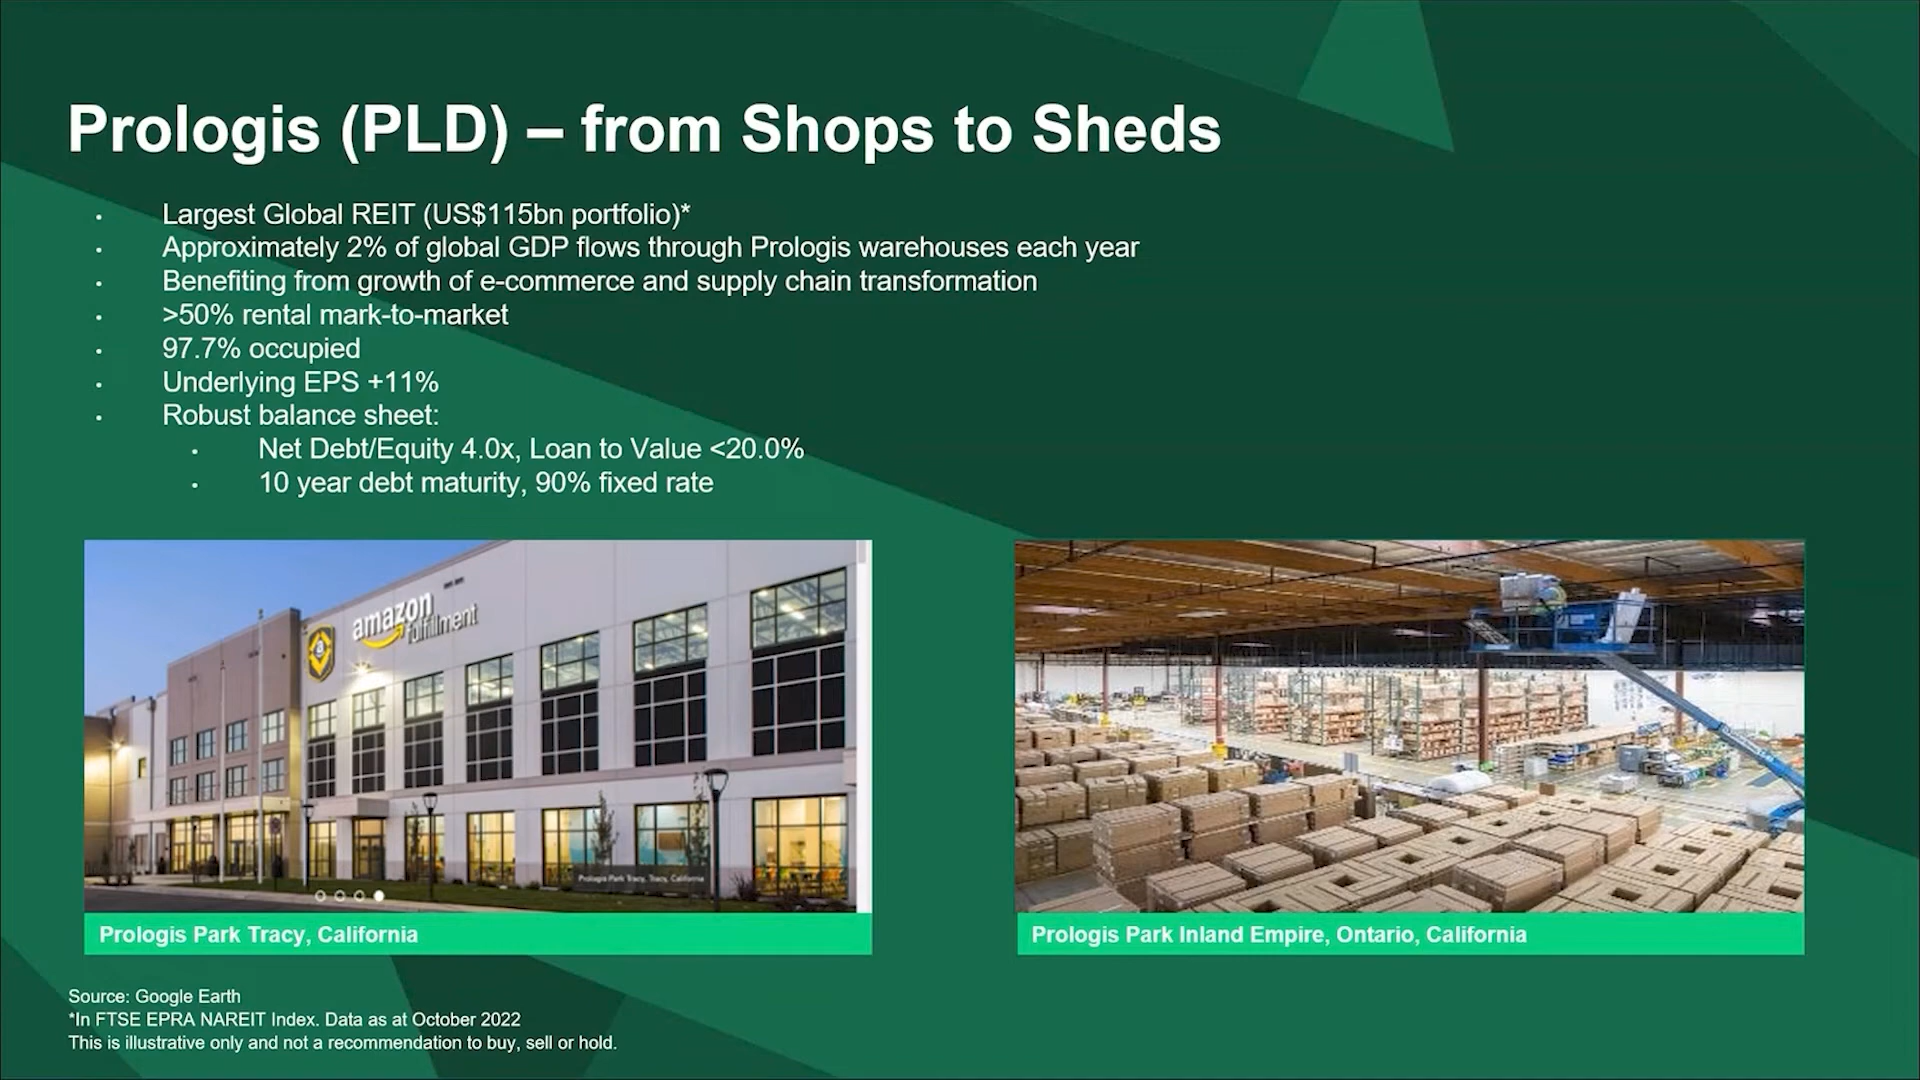 Prologis (PLD) – from Shops to Sheds
• Largest Global REIT (US$115bn portfolio)*
• Approximately 2% of global GDP flows through Prologis warehouses each year
• Benefiting from growth of e-commerce and supply chain transformation
• >50% rental mark-to-market
• 97.7% occupied
• Underlying EPS +11%
• Robust balance sheet:
• Net Debt/Equity 4.0x, Loan to Value <20.0%
• 10 year debt maturity, 90% fixed rate
amazon
fulfillment
a
Prologis Park Tracy, Tracy, California
Prologis Park Tracy, California
Prologis Park Inland Empire, Ontario, California
Source: Google Earth
*In FTSE EPRA NAREIT Index. Data as at October 2022
This is illustrative only and not a recommendation to buy, sell or hold.